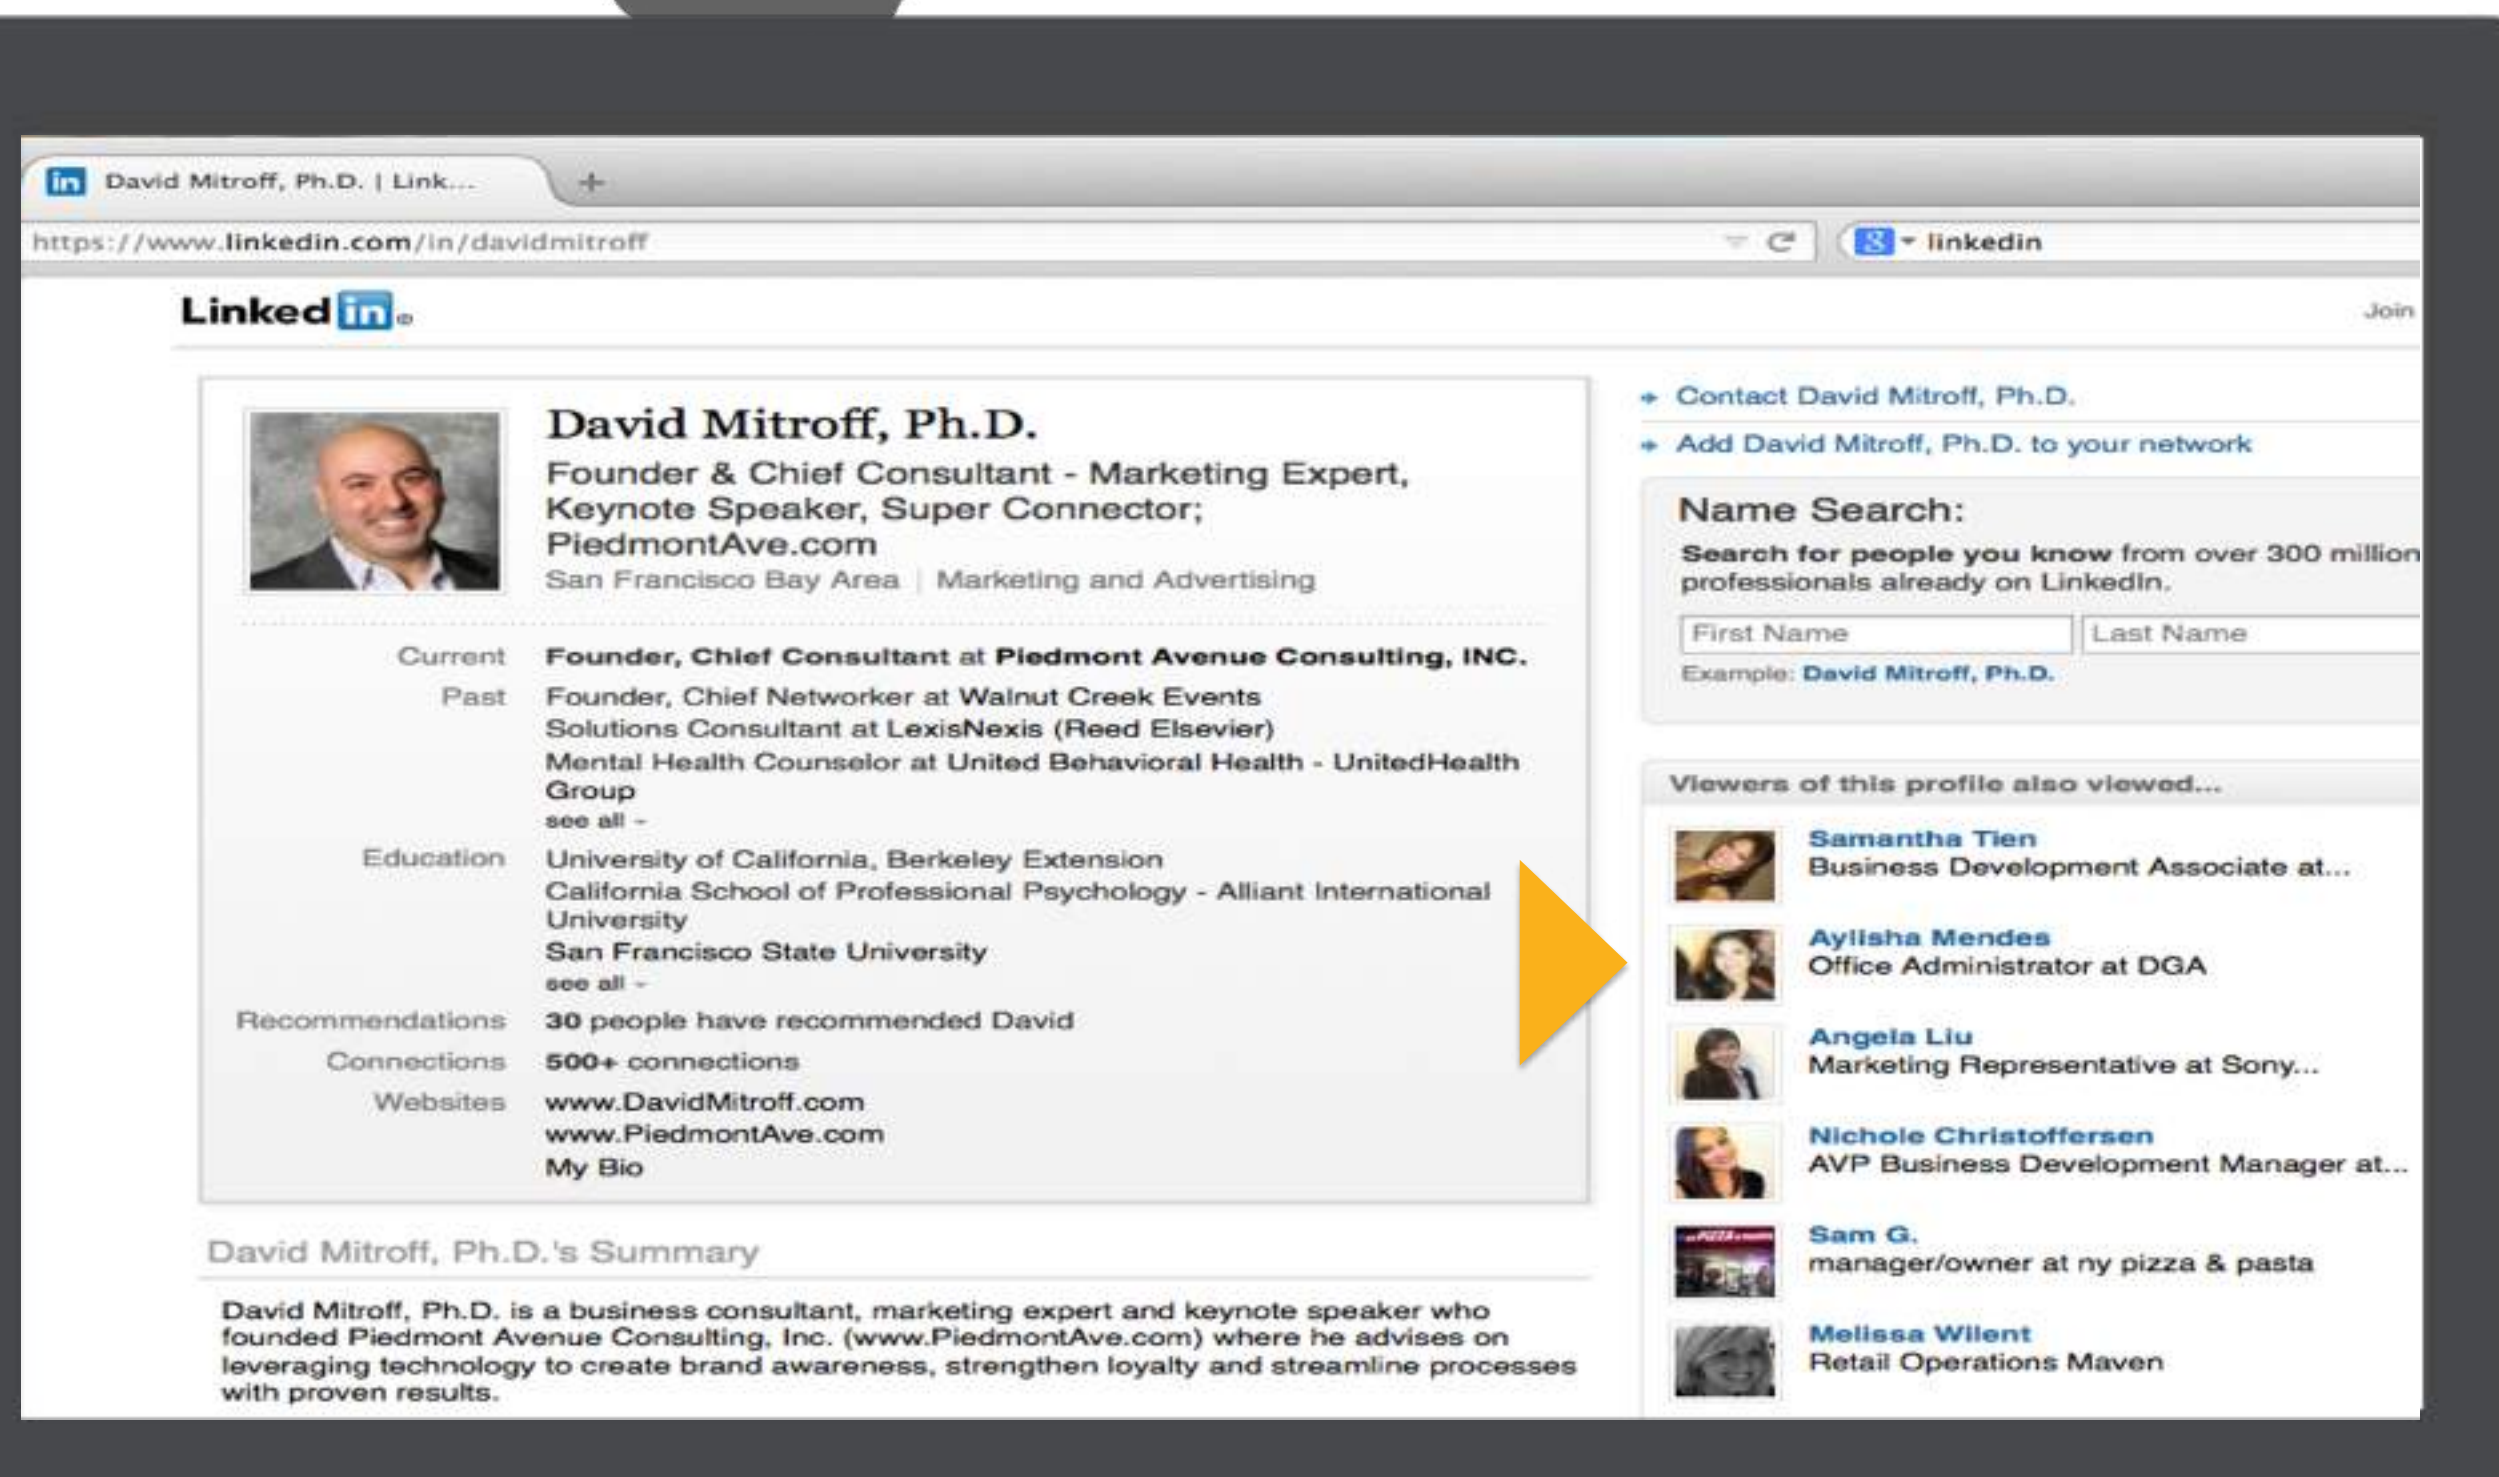 David Mitroff, Ph.D. | Link...
+
https://www.linkedin.com/in/davidmitroff
linkedin
Linked in
Join
David Mitroff, Ph.D.
Founder & Chief Consultant - Marketing Expert,
Keynote Speaker, Super Connector;
PiedmontAve.com
San Francisco Bay Area | Marketing and Advertising
Current Founder, Chief Consultant at Piedmont Avenue Consulting, INC.
Past Founder, Chief Networker at Walnut Creek Events
Solutions Consultant at LexisNexis (Reed Elsevier)
Mental Health Counselor at United Behavioral Health - UnitedHealth
Group
see all
Education University of California, Berkeley Extension
California School of Professional Psychology - Alliant International
University
San Francisco State University
see all
Recommendations 30 people have recommended David
Connections 500+ connections
Websites www.DavidMitroff.com
www.PiedmontAve.com
My Bio
David Mitroff, Ph.D.'s Summary
David Mitroff, Ph.D. is a business consultant, marketing expert and keynote speaker who
founded Piedmont Avenue Consulting, Inc. (www.PiedmontAve.com) where he advises on
leveraging technology to create brand awareness, strengthen loyalty and streamline processes
with proven results.
Contact David Mitroff, Ph.D.
Add David Mitroff, Ph.D. to your network
Name Search:
Search for people you know from over 300 million
professionals already on LinkedIn.
First Name Last Name
Example: David Mitroff, Ph.D.
Viewers of this profile also viewed...
Samantha Tien
Business Development Associate at...
Aylisha Mendes
Office Administrator at DGA
Angela Liu
Marketing Representative at Sony...
Nichole Christoffersen
AVP Business Development Manager at...
Sam G.
manager/owner at ny pizza & pasta
Melissa Wilent
Retail Operations Maven